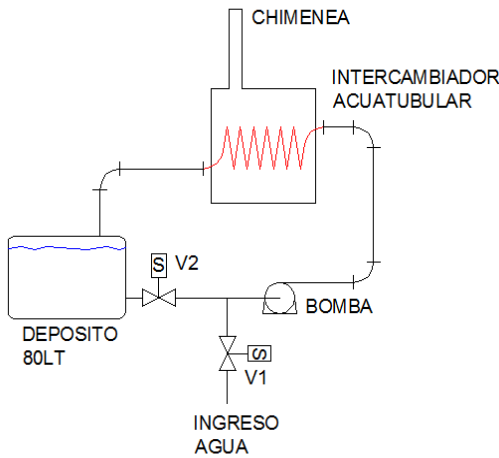 CHIMENEA
INTERCAMBIADOR
ACUATUBULAR
S
V2
BOMBA
DEPOSITO
80LT
S
V1
INGRESO
AGUA